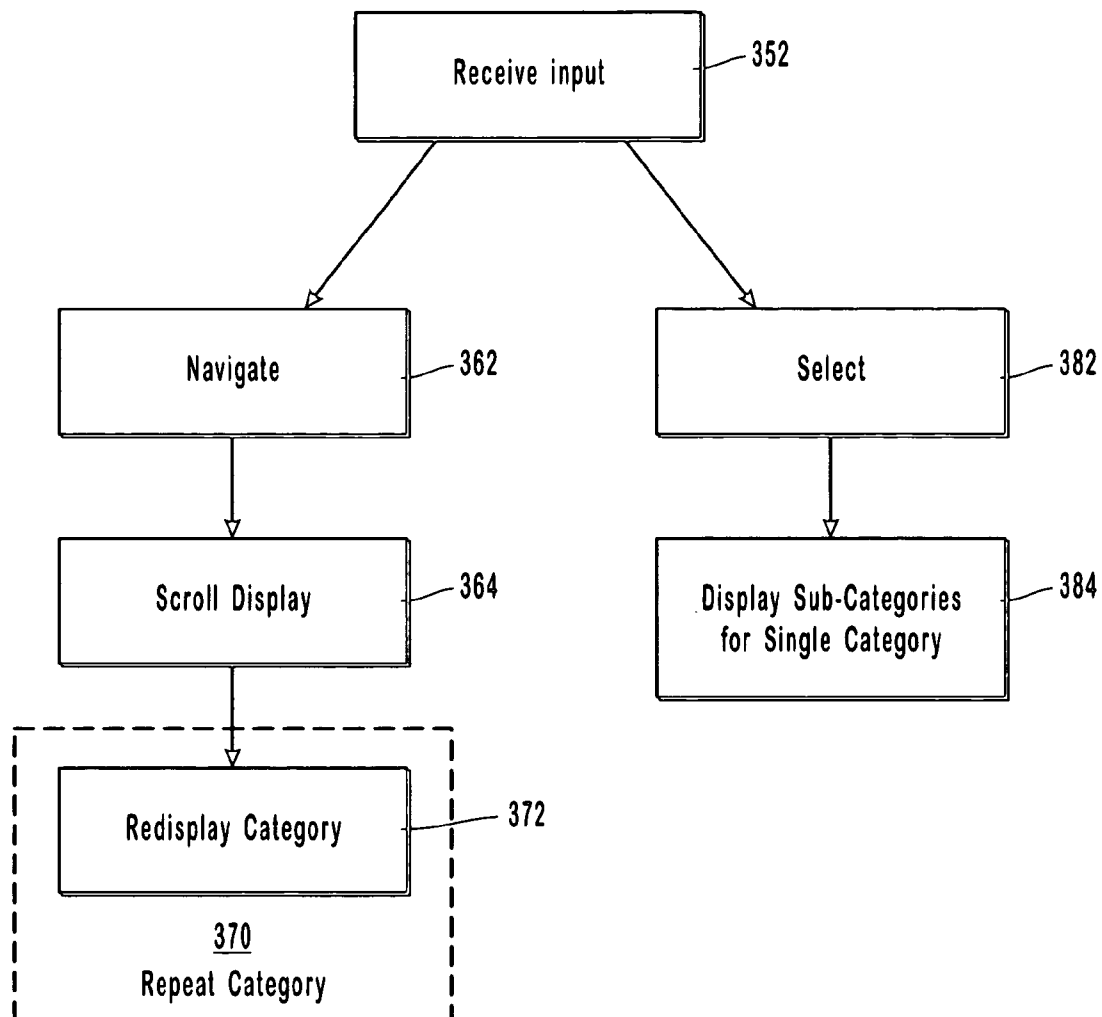 Receive input
352
Navigate
362
Select
382
Scroll Display
364
Display Sub-Categories
for Single Category
384
Redisplay Category
372
370
Repeat Category